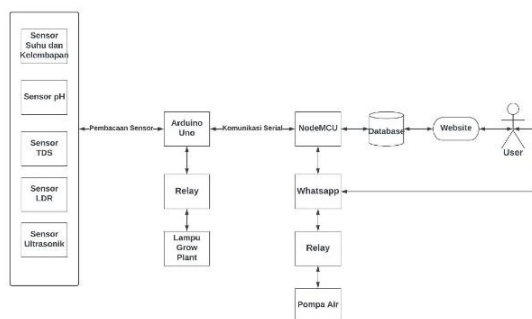 Sensor
Suhu dan
Kelembapan
Sensor pH
Sensor
TDS
Sensor
LDR
Sensor
Ultrasonik
Pembacaan Sensor
Arduino
Uno
Komunikasi Serial
NodeMCU
Database
Website
User
Relay
Whatsapp
Lampu
Grow
Plant
Relay
Pompa Air